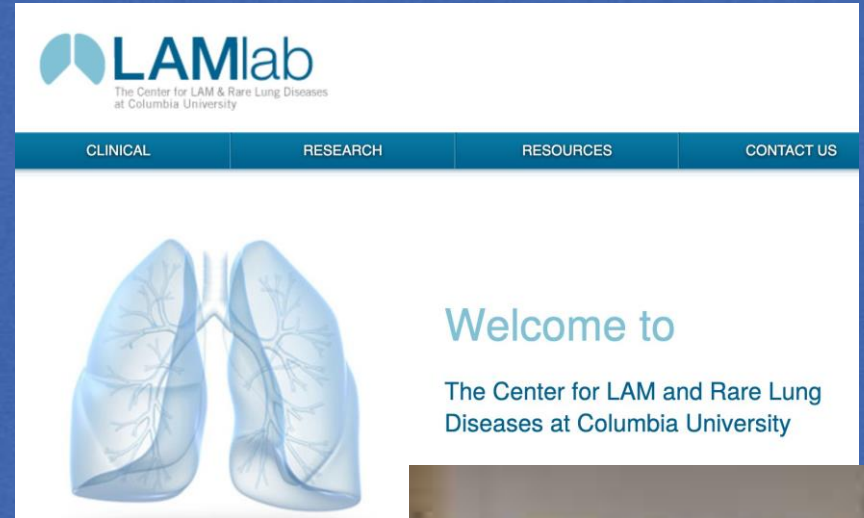 LAMlab
The Center for LAM & Rare Lung Diseases
at Columbia University
CLINICAL RESEARCH RESOURCES CONTACT US
Welcome to
The Center for LAM and Rare Lung
Diseases at Columbia University